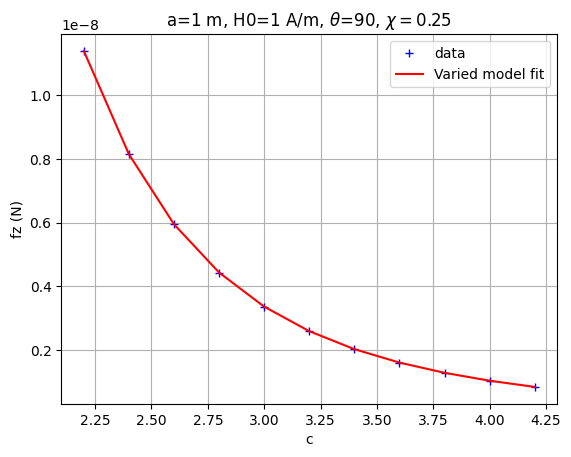 a=1 m, H0=1 A/m, θ=90, χ = 0.25
1e−8
data
Varied model fit
1.0
0.8
0.6
0.4
0.2
fz (N)
2.25 2.50 2.75 3.00 3.25 3.50 3.75 4.00 4.25
c